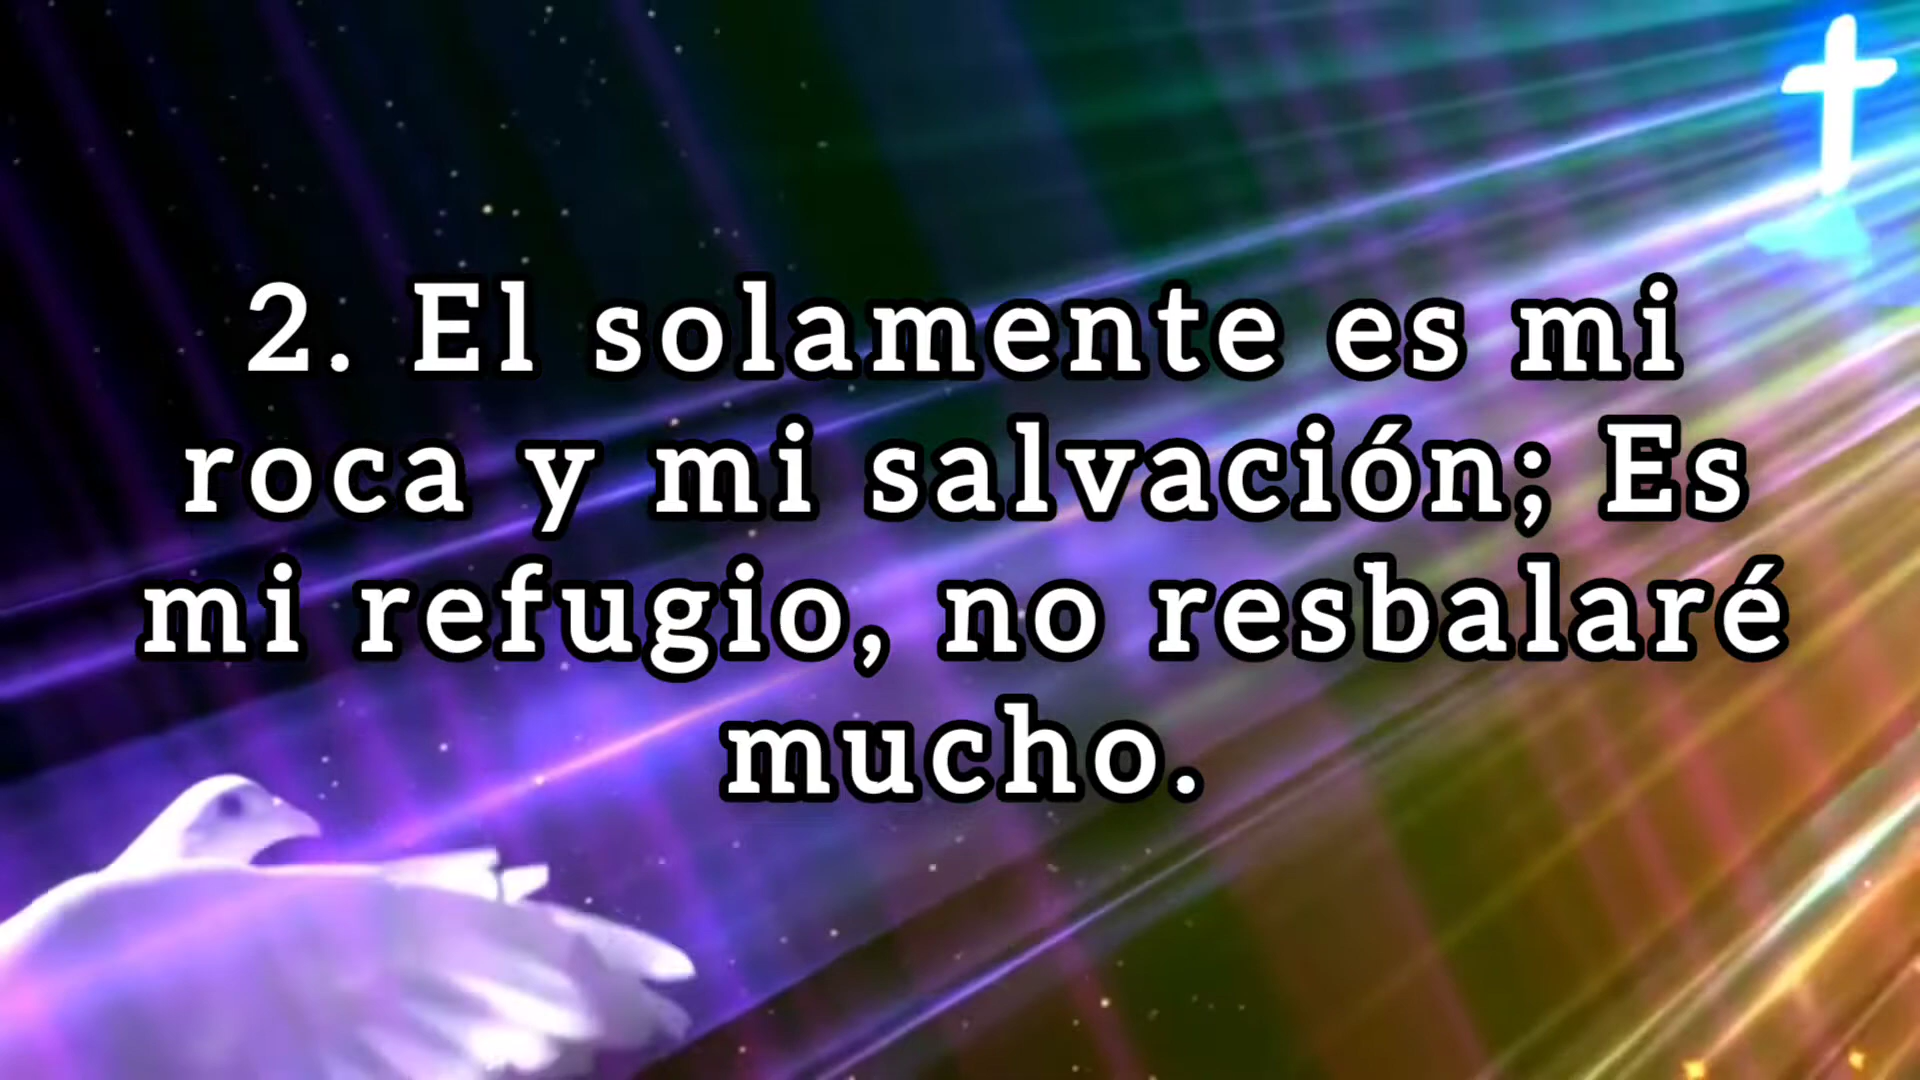 2. El solamente es mi
roca y mi salvación; Es
mi refugio, no resbalaré
mucho.